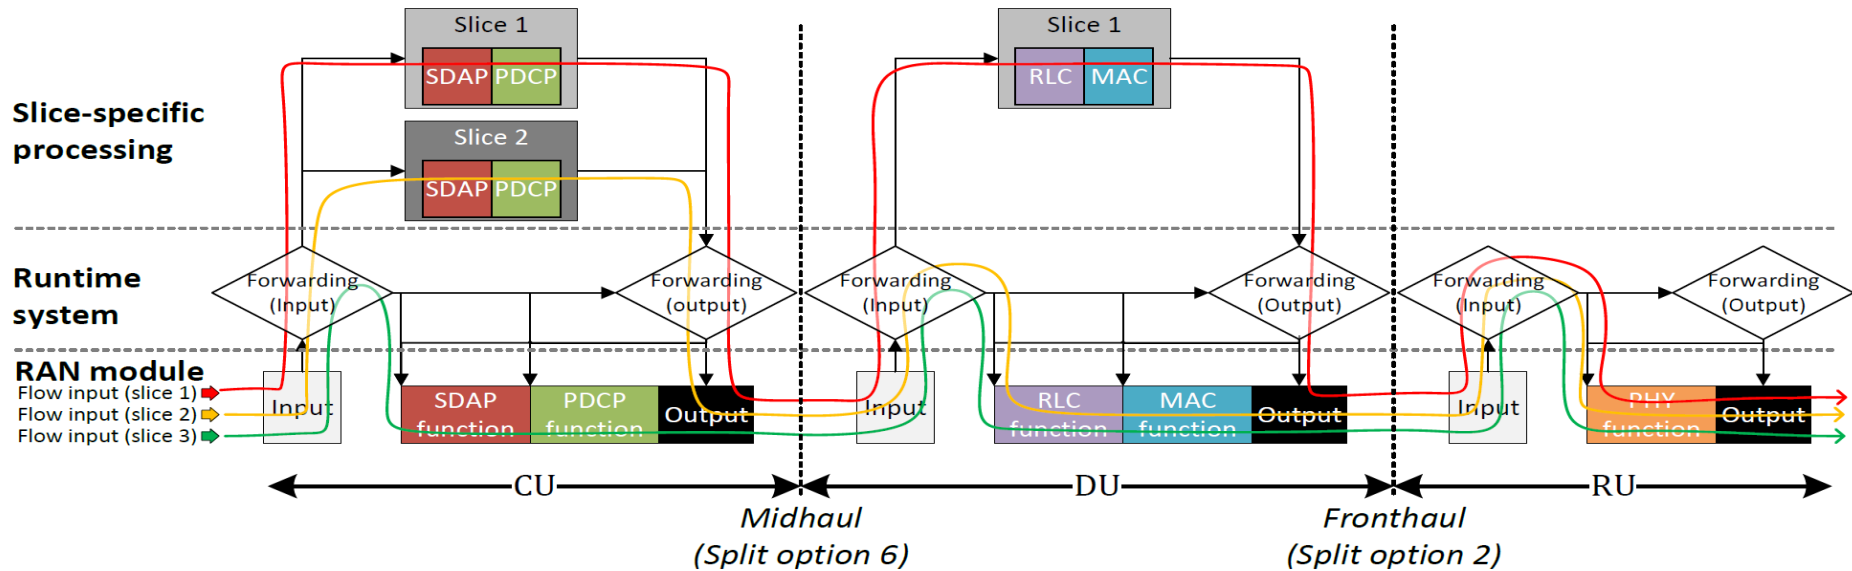 Slice 1
SDAP PDCP
Slice 2
SDAP PDCP
Slice 1
RLC MAC
Slice-specific
processing
Runtime
system
Forwarding
(Input)
Forwarding
(output)
Forwarding
(Input)
Forwarding
(Output)
Forwarding
(Input)
Forwarding
(Output)
RAN module
Flow input (slice 1)
Flow input (slice 2)
Flow input (slice 3)
Input
SDAP
function
PDCP
function
Output
Input
RLC
function
MAC
function
Output
Input
PHY
function
Output
CU
DU
RU
Midhaul
(Split option 6)
Fronthaul
(Split option 2)